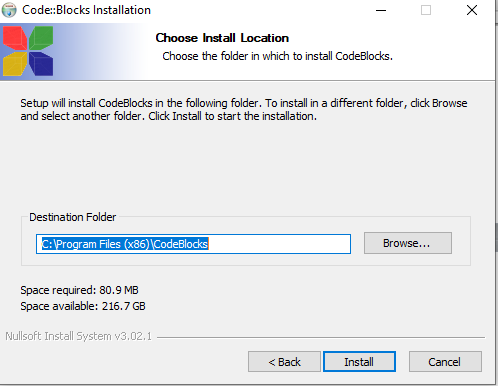 Code::Blocks Installation
Choose Install Location
Choose the folder in which to install CodeBlocks.
Setup will install CodeBlocks in the following folder. To install in a different folder, click Browse
and select another folder. Click Install to start the installation.
Destination Folder
C:\Program Files (x86)\CodeBlocks
Browse...
Space required: 80.9 MB
Space available: 216.7 GB
Nullsoft Install System v3.02.1
< Back
Install
Cancel